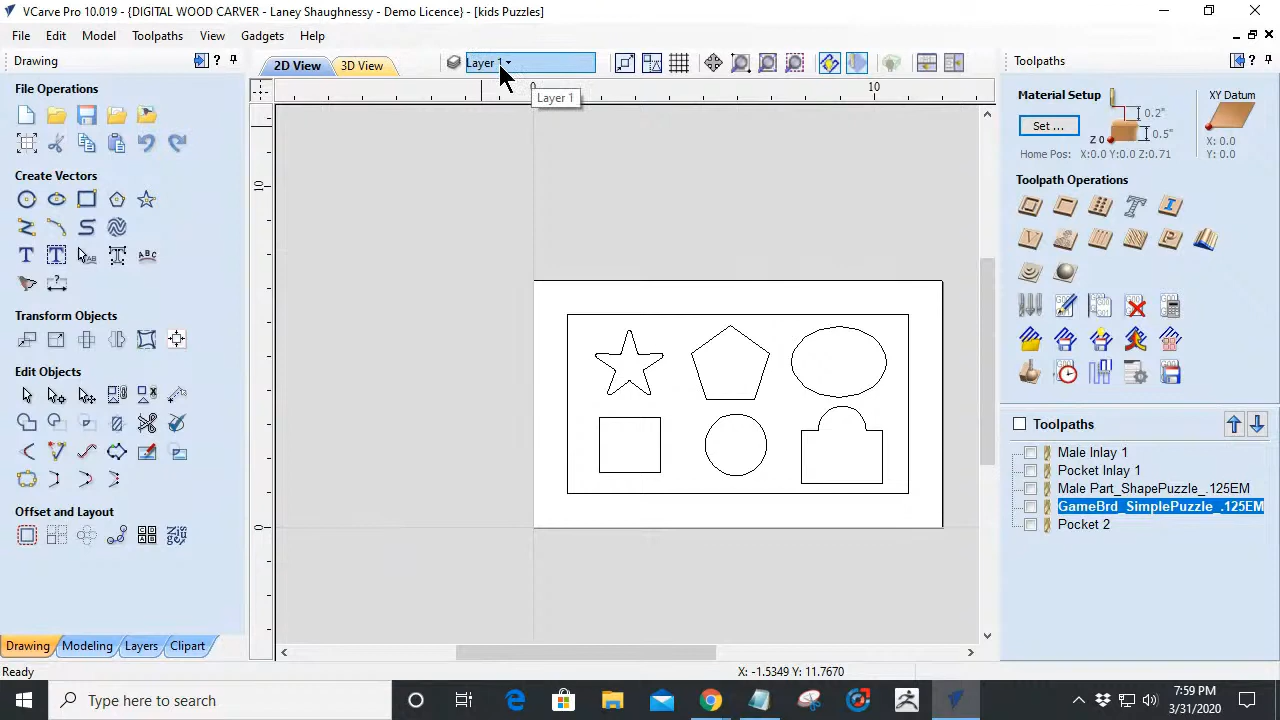 VCarve Pro 10.019 - {DIGITAL WOOD CARVER - Laney Shaughnessy - Demo Licence} - [kids Puzzles]
File Edit Model Toolpaths View Gadgets Help
Drawing
File Operations
Create Vectors
Transform Objects
Edit Objects
Offset and Layout
Drawing Modeling Layers Clipart
Ready
2D View 3D View
Layer 1
Layer 1
0 10
10
0
X: -1.5349 Y: 11.7670
Toolpaths
Material Setup
Set ...
0.2"
Z 0
0.5"
XY Datum
X: 0.0
Y: 0.0
Home Pos: X:0.0 Y:0.0 Z:0.71
Toolpath Operations
Toolpaths
Male Inlay 1
Pocket Inlay 1
Male Part_ShapePuzzle_.125EM
GameBrd_SimplePuzzle_.125EM
Pocket 2
Type here to search
7:59 PM
3/31/2020